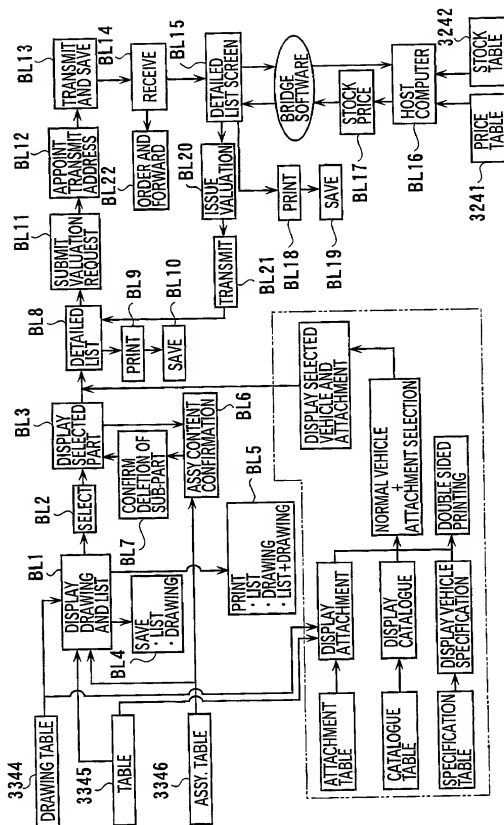 3344
DRAWING TABLE
3345
TABLE
3346
ASSY. TABLE
BL1
DISPLAY
DRAWING
AND LIST
BL2
SELECT
BL3
DISPLAY
SELECTED
PART
BL4
SAVE
· LIST
· DRAWING
BL7
CONFIRM
DELETION OF
SUB-PART
BL6
ASSY.CONTENT
CONFIRMATION
BL5
PRINT
· LIST
· DRAWING
· LIST+DRAWING
BL8
DETAILED
LIST
BL9
PRINT
BL10
SAVE
BL11
SUBMIT
VALUATION
REQUEST
BL12
APPOINT
TRANSMIT
ADDRESS
BL13
TRANSMIT
AND SAVE
BL14
RECEIVE
BL22
ORDER AND
FORWARD
BL15
DETAILED
LIST SCREEN
BL20
ISSUE
VALUATION
BL21
TRANSMIT
BL18
PRINT
BL19
SAVE
BRIDGE
SOFTWARE
STOCK
PRICE
BL17
HOST
COMPUTER
BL16
PRICE TABLE
3241
STOCK
TABLE
3242
ATTACHMENT
TABLE
DISPLAY
ATTACHMENT
CATALOGUE
TABLE
DISPLAY
CATALOGUE
SPECIFICATION
TABLE
DISPLAY VEHICLE
SPECIFICATION
DISPLAY SELECTED
VEHICLE AND
ATTACHMENT
NORMAL VEHICLE
+
ATTACHMENT SELECTION
DOUBLE SIDED
PRINTING